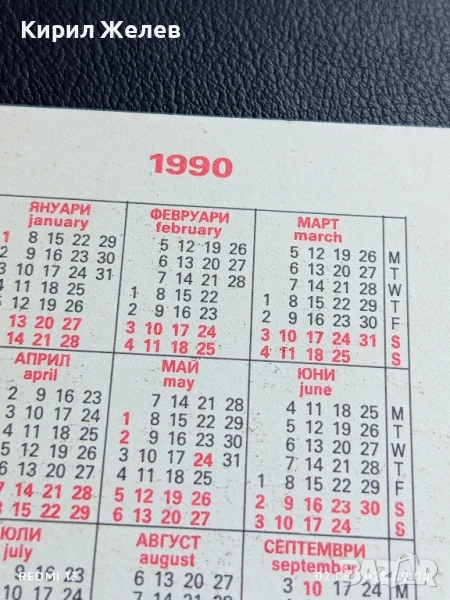 Кирил Желев
1990
ЯНУАРИ ФЕВРУАРИ МАРТ
january february march
1 8 15 22 29 5 12 19 26 5 12 19 26 M
9 16 23 30 6 13 20 27 6 13 20 27 T
3 10 17 24 31 7 14 21 28 7 14 21 28 W
11 18 25 1 8 15 22 1 8 15 22 29 T
5 12 19 26 2 9 16 23 2 9 16 23 30 F
13 20 27 3 10 17 24 3 10 17 24 31 S
14 21 28 4 11 18 25 4 11 18 25 S
АПРИЛ МАЙ ЮНИ
april may june
2 9 16 23 7 14 21 28 4 11 18 25 M
3 10 17 24 1 8 15 22 29 5 12 19 26 T
4 11 18 25 2 9 16 23 30 6 13 20 27 W
5 12 19 26 3 10 17 24 31 7 14 21 28 T
6 13 20 27 4 11 18 25 1 8 15 22 29 F
7 14 21 28 5 12 19 26 2 9 16 23 30 S
8 15 22 29 6 13 20 27 3 10 17 24 S
ЮЛИ АВГУСТ СЕПТЕМВРИ
july august september
9 16 23 6 13 20 27 3 10
REDMI